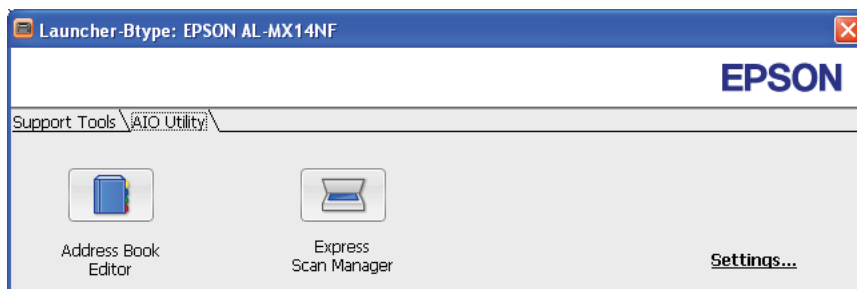 Launcher-Btype: EPSON AL-MX14NF
EPSON
Support Tools AIO Utility
Address Book
Editor
Express
Scan Manager
Settings...